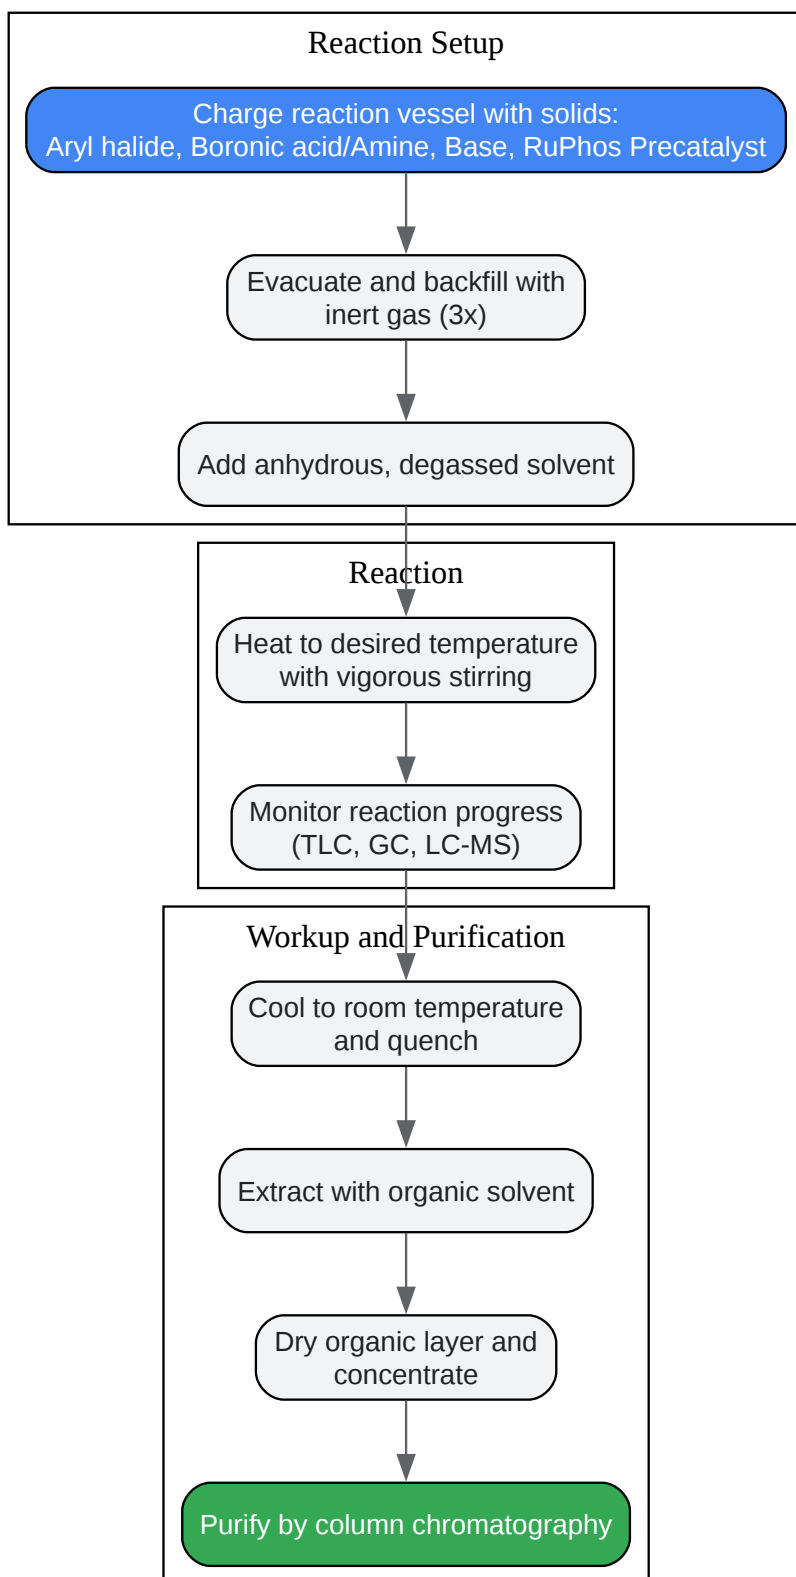 Reaction Setup
Charge reaction vessel with solids:
Aryl halide, Boronic acid/Amine, Base, RuPhos Precatalyst
Evacuate and backfill with
inert gas (3x)
Add anhydrous, degassed solvent
Reaction
Heat to desired temperature
with vigorous stirring
Monitor reaction progress
(TLC, GC, LC-MS)
Workup and Purification
Cool to room temperature
and quench
Extract with organic solvent
Dry organic layer and
concentrate
Purify by column chromatography